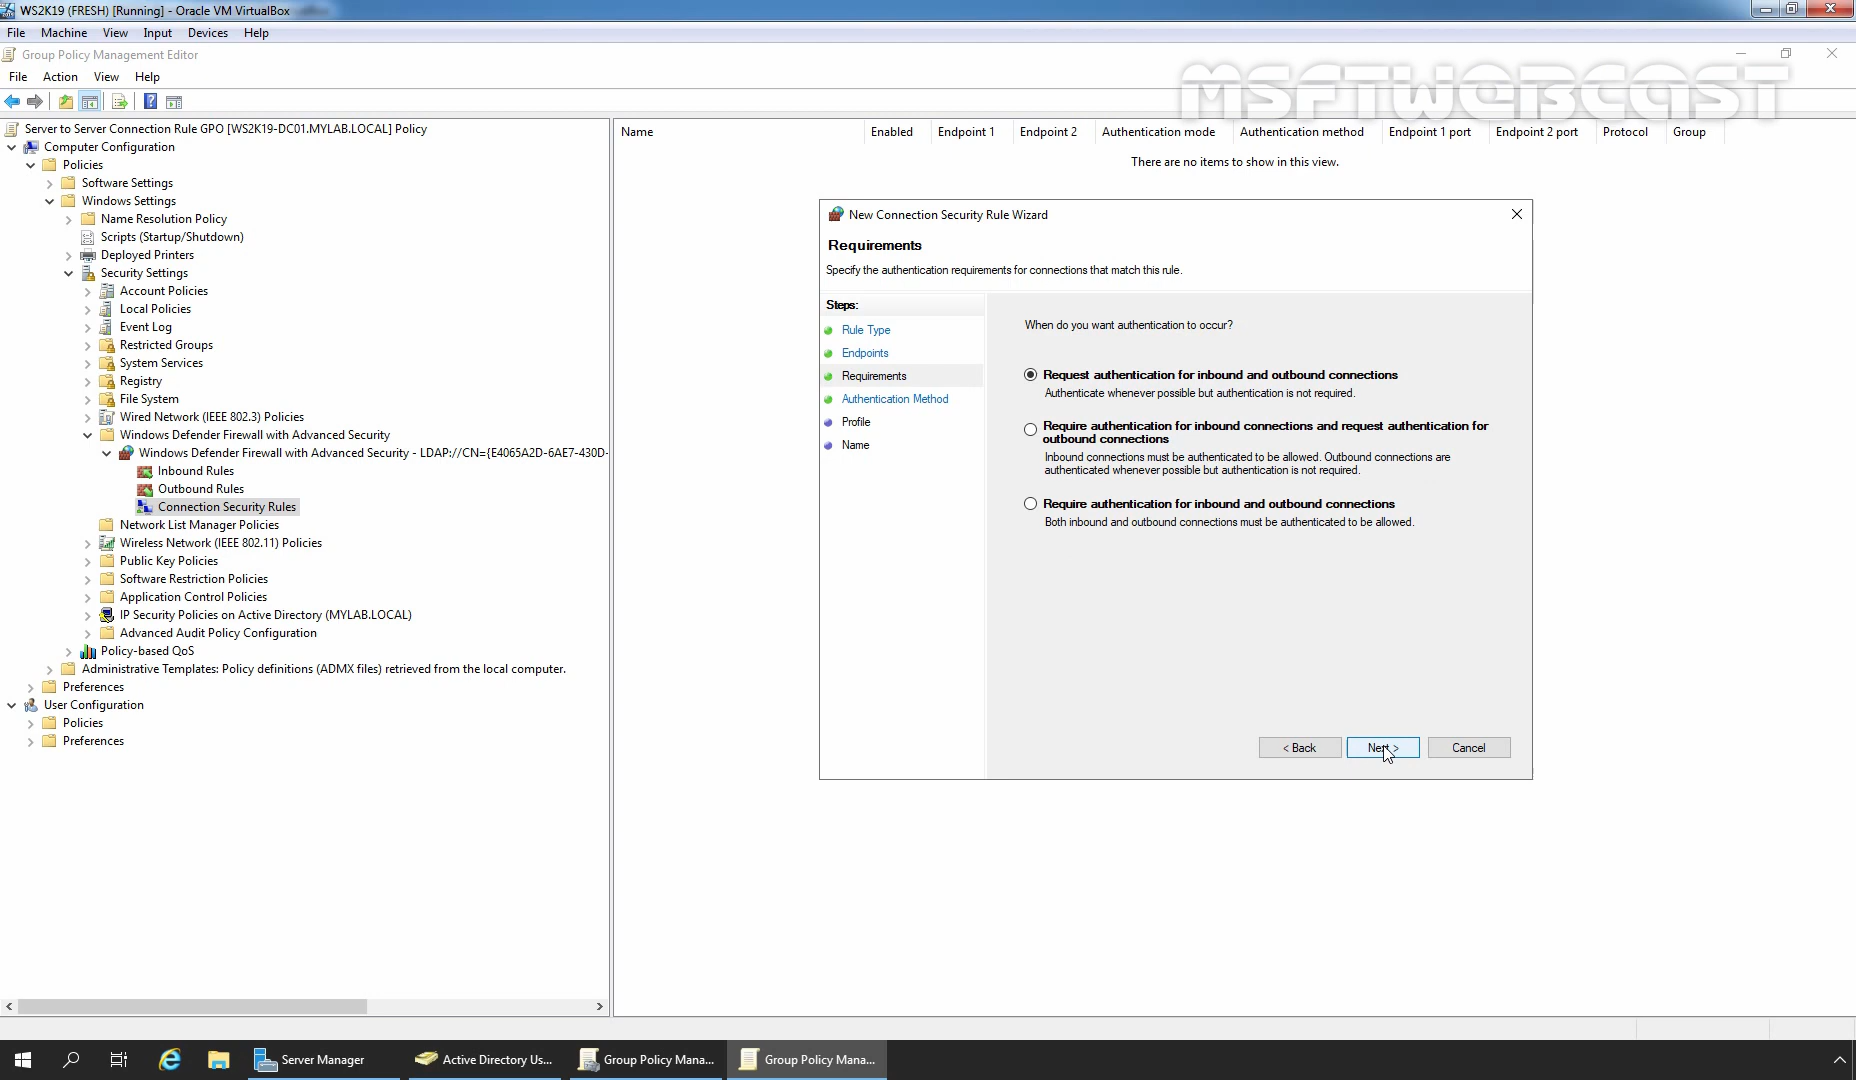 WS2K19 (FRESH) [Running] - Oracle VM VirtualBox
File Machine View Input Devices Help
Group Policy Management Editor
File Action View Help
MSFTWEBCAST
Server to Server Connection Rule GPO [WS2K19-DC01.MYLAB.LOCAL] Policy
Computer Configuration
Policies
Software Settings
Windows Settings
Name Resolution Policy
Scripts (Startup/Shutdown)
Deployed Printers
Security Settings
Account Policies
Local Policies
Event Log
Restricted Groups
System Services
Registry
File System
Wired Network (IEEE 802.3) Policies
Windows Defender Firewall with Advanced Security
Windows Defender Firewall with Advanced Security - LDAP://CN={E4065A2D-6AE7-430D-
Inbound Rules
Outbound Rules
Connection Security Rules
Network List Manager Policies
Wireless Network (IEEE 802.11) Policies
Public Key Policies
Software Restriction Policies
Application Control Policies
IP Security Policies on Active Directory (MYLAB.LOCAL)
Advanced Audit Policy Configuration
Policy-based QoS
Administrative Templates: Policy definitions (ADMX files) retrieved from the local computer.
Preferences
User Configuration
Policies
Preferences
Name Enabled Endpoint 1 Endpoint 2 Authentication mode Authentication method Endpoint 1 port Endpoint 2 port Protocol Group
There are no items to show in this view.
New Connection Security Rule Wizard
Requirements
Specify the authentication requirements for connections that match this rule.
Steps:
Rule Type
Endpoints
Requirements
Authentication Method
Profile
Name
When do you want authentication to occur?
Request authentication for inbound and outbound connections
Authenticate whenever possible but authentication is not required.
Require authentication for inbound connections and request authentication for
outbound connections
Inbound connections must be authenticated to be allowed. Outbound connections are
authenticated whenever possible but authentication is not required.
Require authentication for inbound and outbound connections
Both inbound and outbound connections must be authenticated to be allowed.
< Back Next > Cancel
Server Manager Active Directory Us... Group Policy Mana... Group Policy Mana...